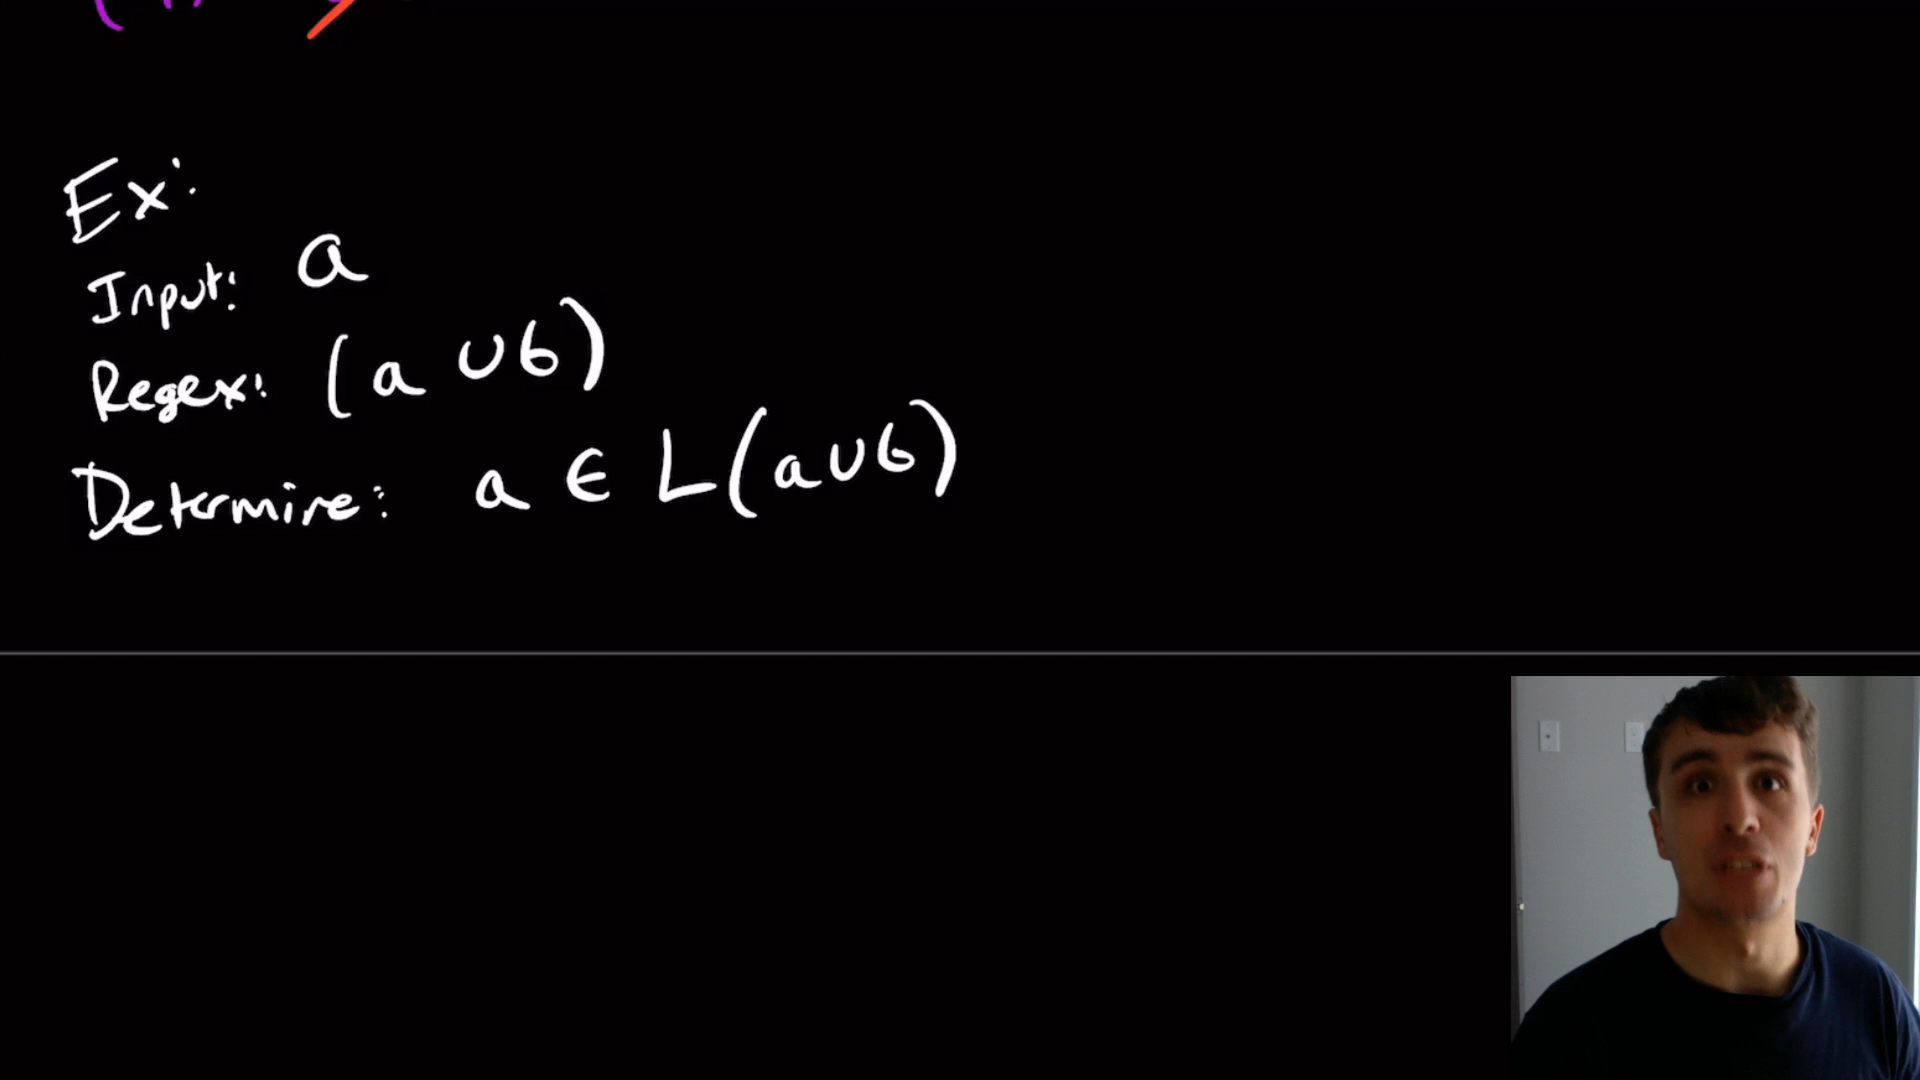 Ex:
Input: a
Regex: (a ∪ b)
Determine: a ∈ L(a∪b)